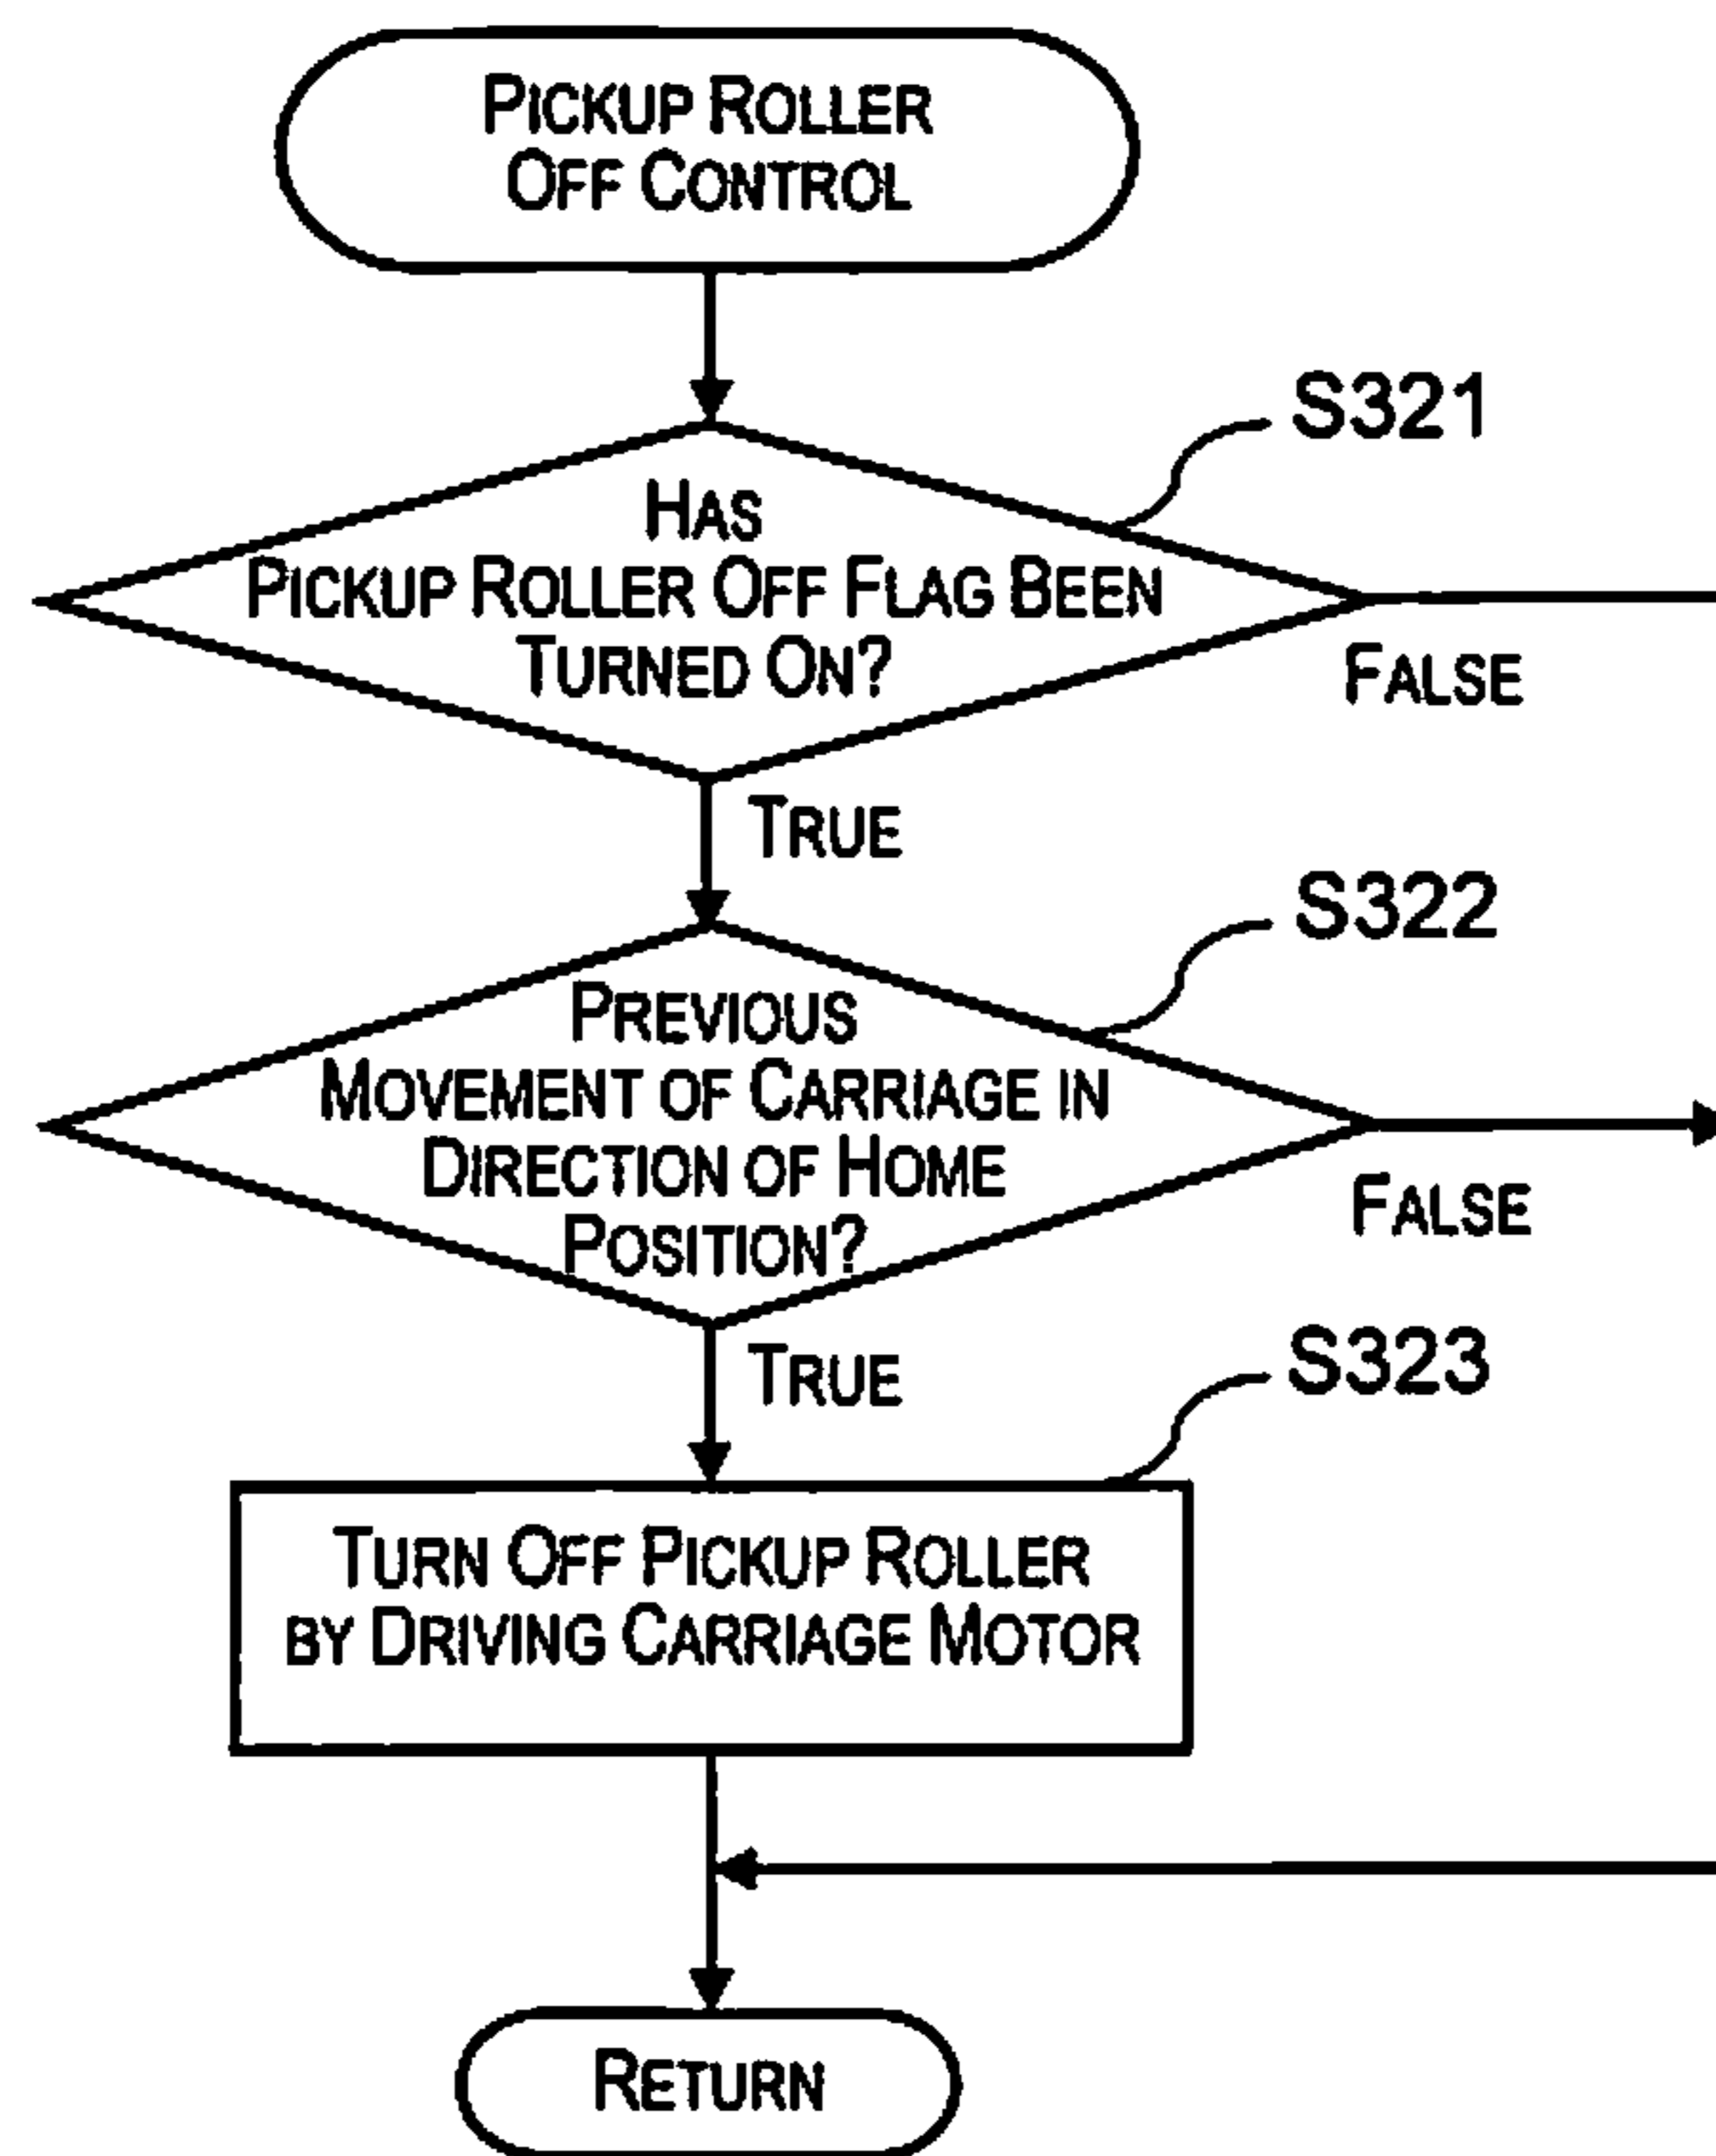 PICKUP ROLLER
OFF CONTROL
S321
HAS
PICKUP ROLLER OFF FLAG BEEN
TURNED ON?
FALSE
TRUE
S322
PREVIOUS
MOVEMENT OF CARRIAGE IN
DIRECTION OF HOME
POSITION?
FALSE
TRUE
S323
TURN OFF PICKUP ROLLER
BY DRIVING CARRIAGE MOTOR
RETURN